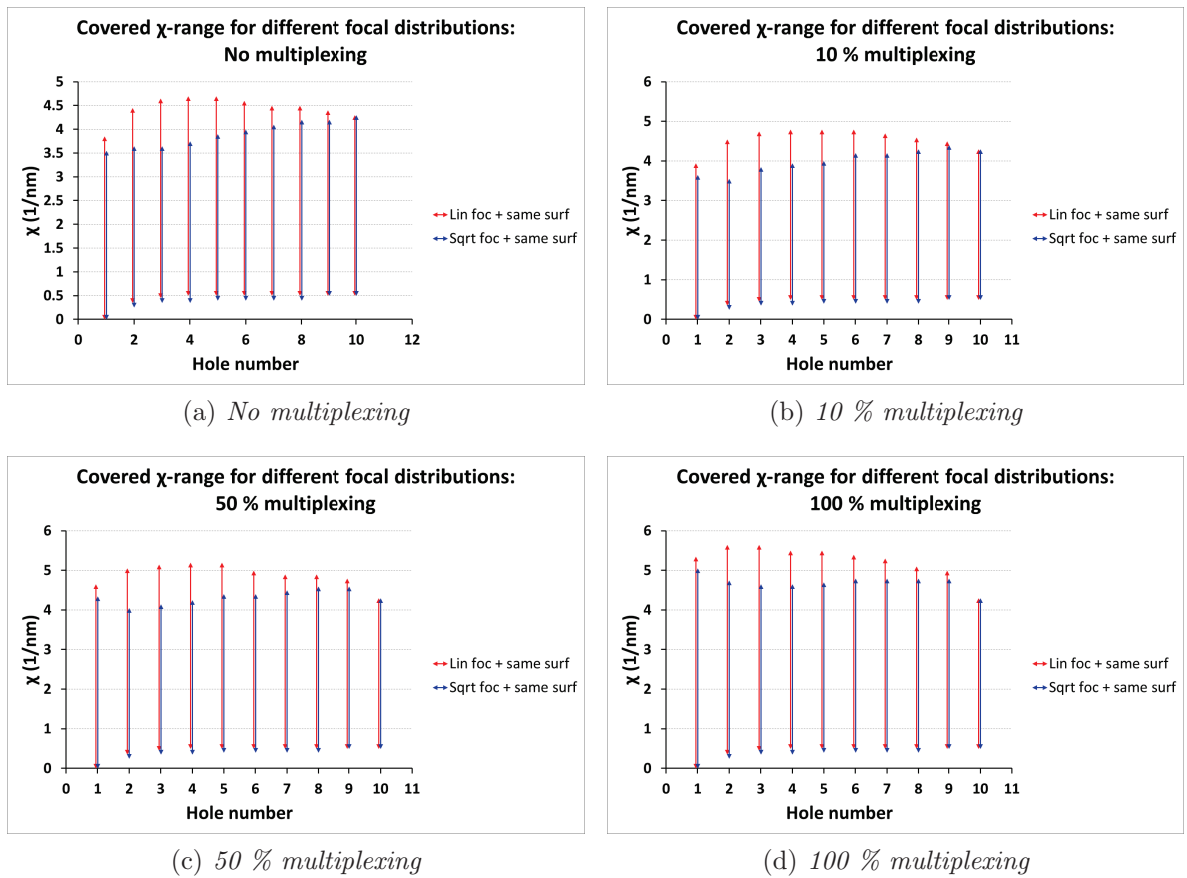 Covered χ-range for different focal distributions:
No multiplexing
5
4.5
4
3.5
3
2.5
2
1.5
1
0.5
0
χ (1/nm)
0 2 4 6 8 10 12
Hole number
Lin foc + same surf
Sqrt foc + same surf
(a) No multiplexing
Covered χ-range for different focal distributions:
10 % multiplexing
6
5
4
3
2
1
0
χ (1/nm)
0 1 2 3 4 5 6 7 8 9 10 11
Hole number
Lin foc + same surf
Sqrt foc + same surf
(b) 10 % multiplexing
Covered χ-range for different focal distributions:
50 % multiplexing
6
5
4
3
2
1
0
χ (1/nm)
0 1 2 3 4 5 6 7 8 9 10 11
Hole number
Lin foc + same surf
Sqrt foc + same surf
(c) 50 % multiplexing
Covered χ-range for different focal distributions:
100 % multiplexing
6
5
4
3
2
1
0
χ (1/nm)
0 1 2 3 4 5 6 7 8 9 10 11
Hole number
Lin foc + same surf
Sqrt foc + same surf
(d) 100 % multiplexing